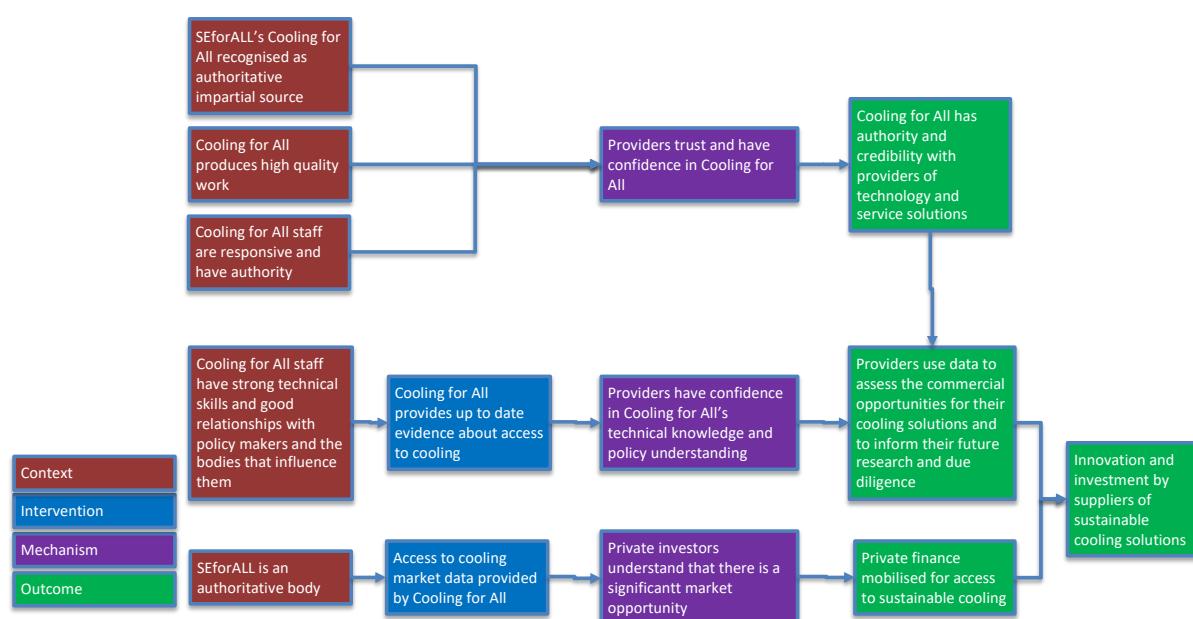 SEforALL's Cooling for
All recognised as
authoritative
impartial source
Cooling for All
produces high quality
work
Cooling for All staff
are responsive and
have authority
Providers trust and have
confidence in Cooling for
All
Cooling for All has
authority and
credibility with
providers of
technology and
service solutions
Cooling for All staff
have strong technical
skills and good
relationships with
policy makers and the
bodies that influence
them
Cooling for All
provides up to date
evidence about access
to cooling
Providers have confidence
in Cooling for All's
technical knowledge and
policy understanding
Providers use data to
assess the commercial
opportunities for their
cooling solutions and
to inform their future
research and due
diligence
Innovation and
investment by
suppliers of
sustainable
cooling solutions
SEforALL is an
authoritative body
Access to cooling
market data provided
by Cooling for All
Private investors
understand that there is a
significantt market
opportunity
Private finance
mobilised for access
to sustainable cooling
Context
Intervention
Mechanism
Outcome